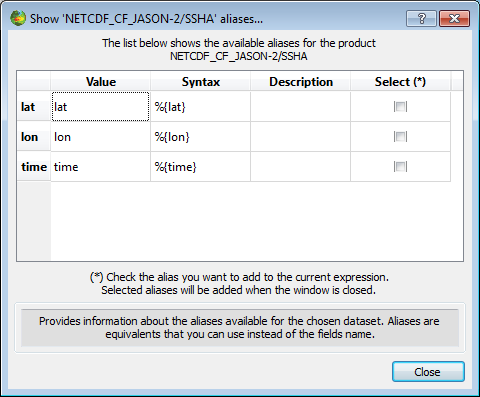 Show 'NETCDF_CF_JASON-2/SSHA' aliases...
The list below shows the available aliases for the product
NETCDF_CF_JASON-2/SSHA
Value Syntax Description Select (*)
lat lat %{lat}
lon lon %{lon}
time time %{time}
(*) Check the alias you want to add to the current expression.
Selected aliases will be added when the window is closed.
Provides information about the aliases available for the chosen dataset. Aliases are
equivalents that you can use instead of the fields name.
Close